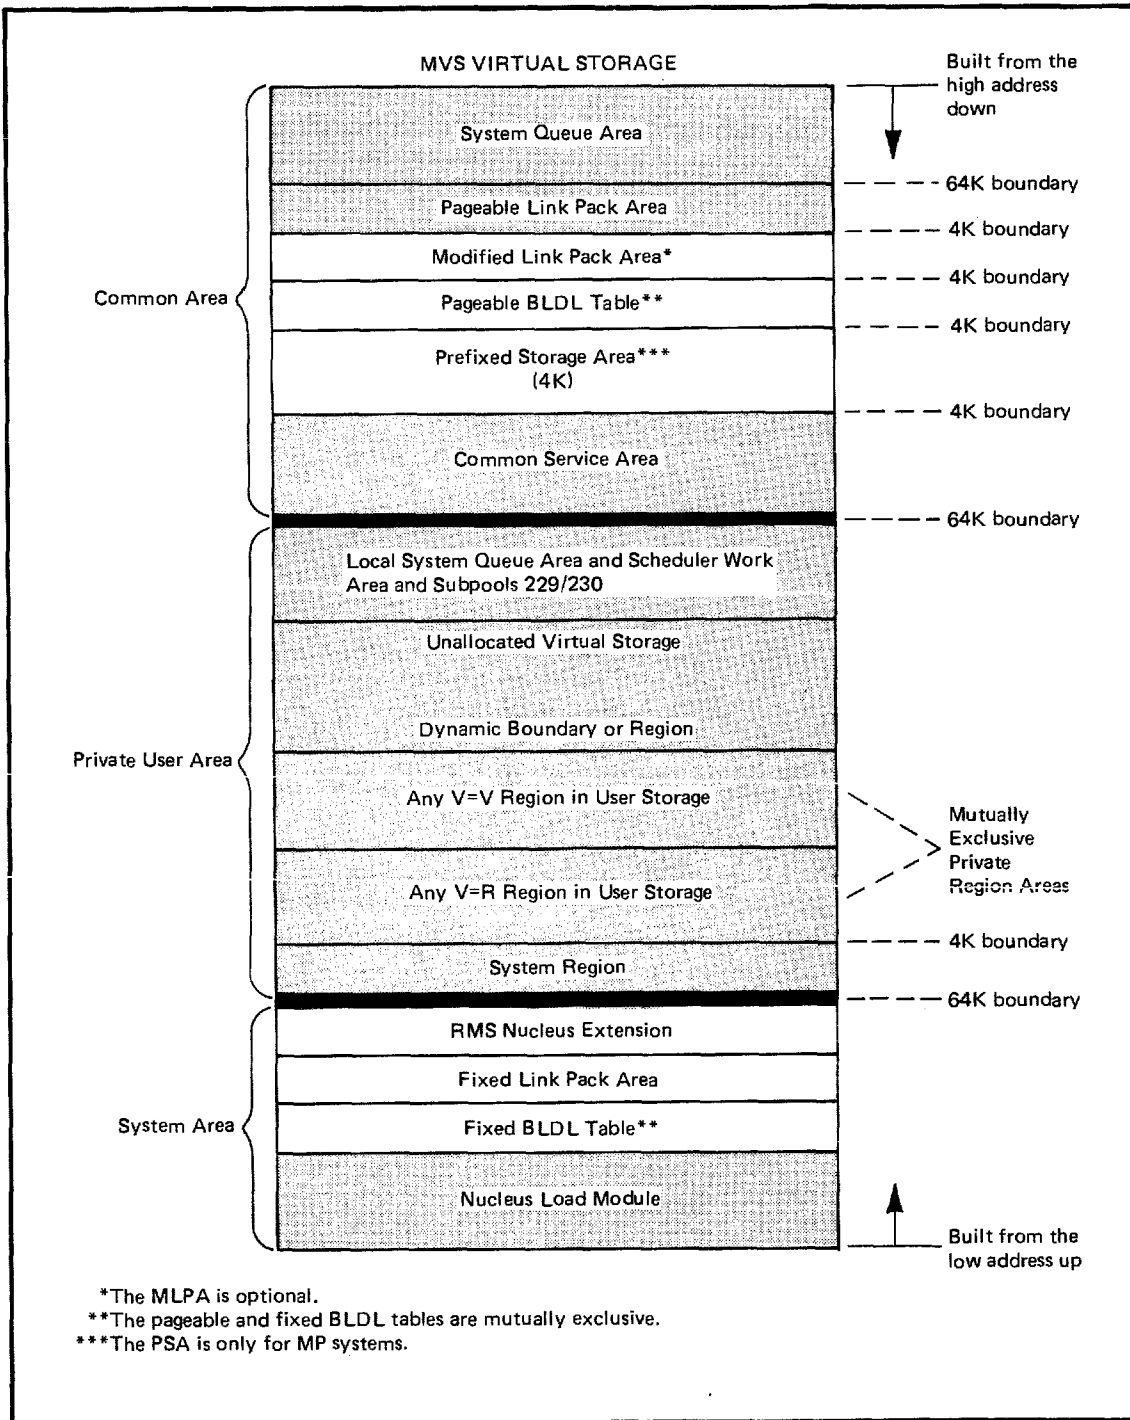 MVS VIRTUAL STORAGE
Built from the
high address
down
System Queue Area
64K boundary
Pageable Link Pack Area
4K boundary
Modified Link Pack Area*
4K boundary
Common Area
Pageable BLDL Table**
4K boundary
Prefixed Storage Area***
(4K)
4K boundary
Common Service Area
64K boundary
Local System Queue Area and Scheduler Work
Area and Subpools 229/230
Unallocated Virtual Storage
Dynamic Boundary or Region
Private User Area
Any V=V Region in User Storage
Mutually
Exclusive
Private
Region Areas
Any V=R Region in User Storage
4K boundary
System Region
64K boundary
RMS Nucleus Extension
Fixed Link Pack Area
System Area
Fixed BLDL Table**
Nucleus Load Module
Built from the
low address up
*The MLPA is optional.
**The pageable and fixed BLDL tables are mutually exclusive.
***The PSA is only for MP systems.